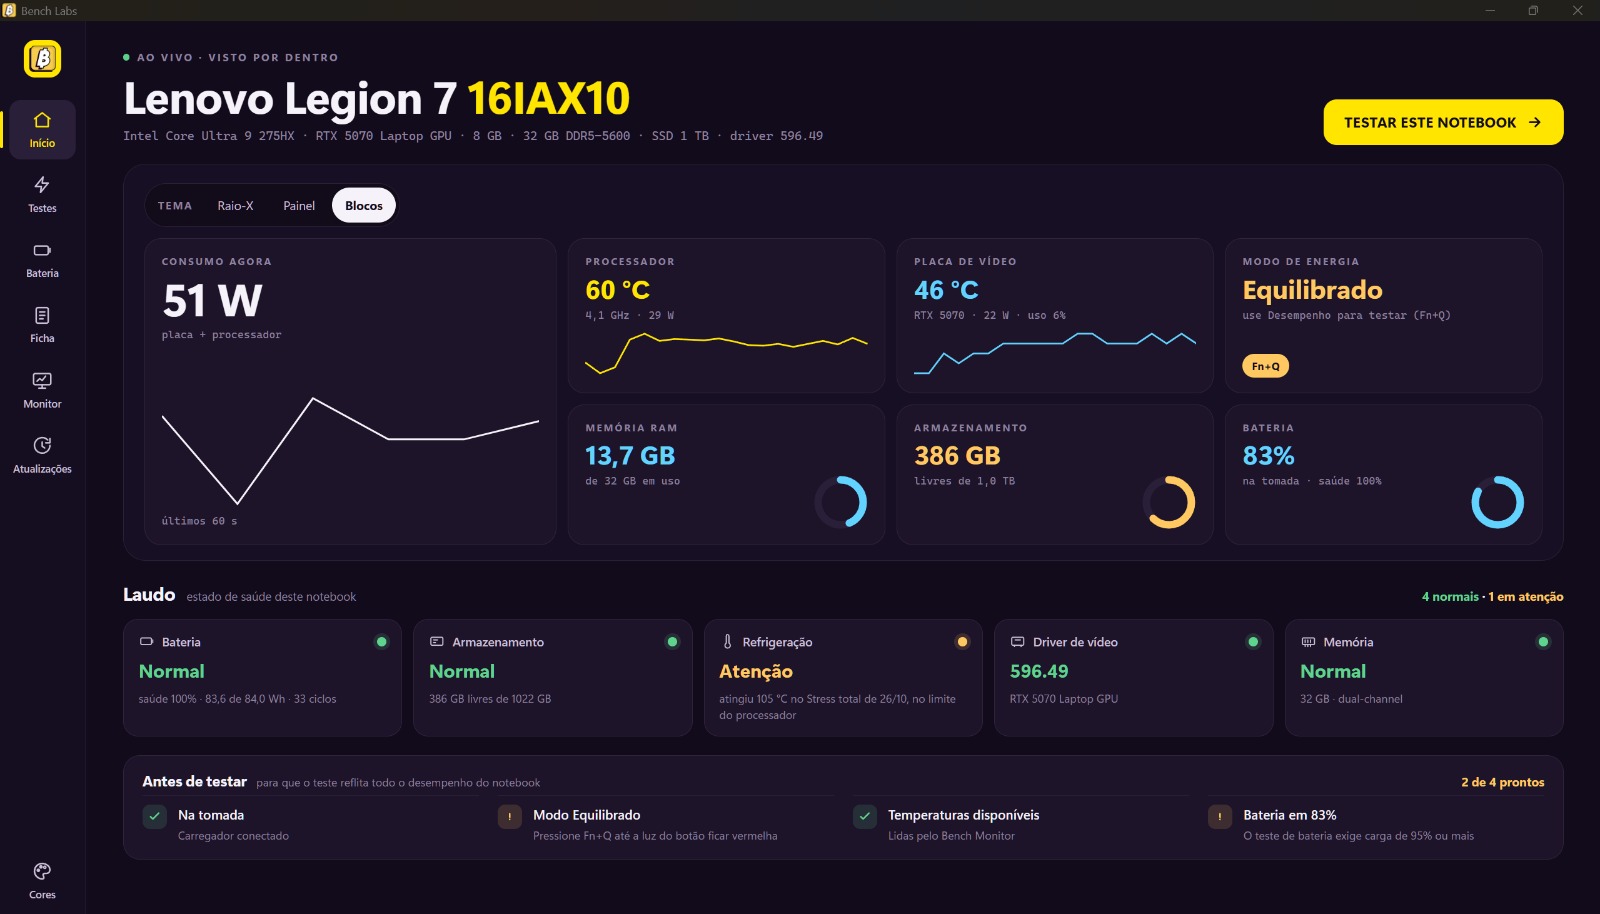 Bench Labs
Início
Testes
Bateria
Ficha
Monitor
Atualizações
Cores
AO VIVO · VISTO POR DENTRO
Lenovo Legion 7 16IAX10
Intel Core Ultra 9 275HX · RTX 5070 Laptop GPU · 8 GB · 32 GB DDR5-5600 · SSD 1 TB · driver 596.49
TESTAR ESTE NOTEBOOK →
TEMA Raio-X Painel Blocos
CONSUMO AGORA
51 W
placa + processador
últimos 60 s
PROCESSADOR
60 °C
4,1 GHz · 29 W
PLACA DE VÍDEO
46 °C
RTX 5070 · 22 W · uso 6%
MODO DE ENERGIA
Equilibrado
use Desempenho para testar (Fn+Q)
Fn+Q
MEMÓRIA RAM
13,7 GB
de 32 GB em uso
ARMAZENAMENTO
386 GB
livres de 1,0 TB
BATERIA
83%
na tomada · saúde 100%
Laudo estado de saúde deste notebook
4 normais · 1 em atenção
Bateria
Normal
saúde 100% · 83,6 de 84,0 Wh · 33 ciclos
Armazenamento
Normal
386 GB livres de 1022 GB
Refrigeração
Atenção
atingiu 105 °C no Stress total de 26/10, no limite
do processador
Driver de vídeo
596.49
RTX 5070 Laptop GPU
Memória
Normal
32 GB · dual-channel
Antes de testar para que o teste reflita todo o desempenho do notebook
2 de 4 prontos
Na tomada
Carregador conectado
Modo Equilibrado
Pressione Fn+Q até a luz do botão ficar vermelha
Temperaturas disponíveis
Lidas pelo Bench Monitor
Bateria em 83%
O teste de bateria exige carga de 95% ou mais